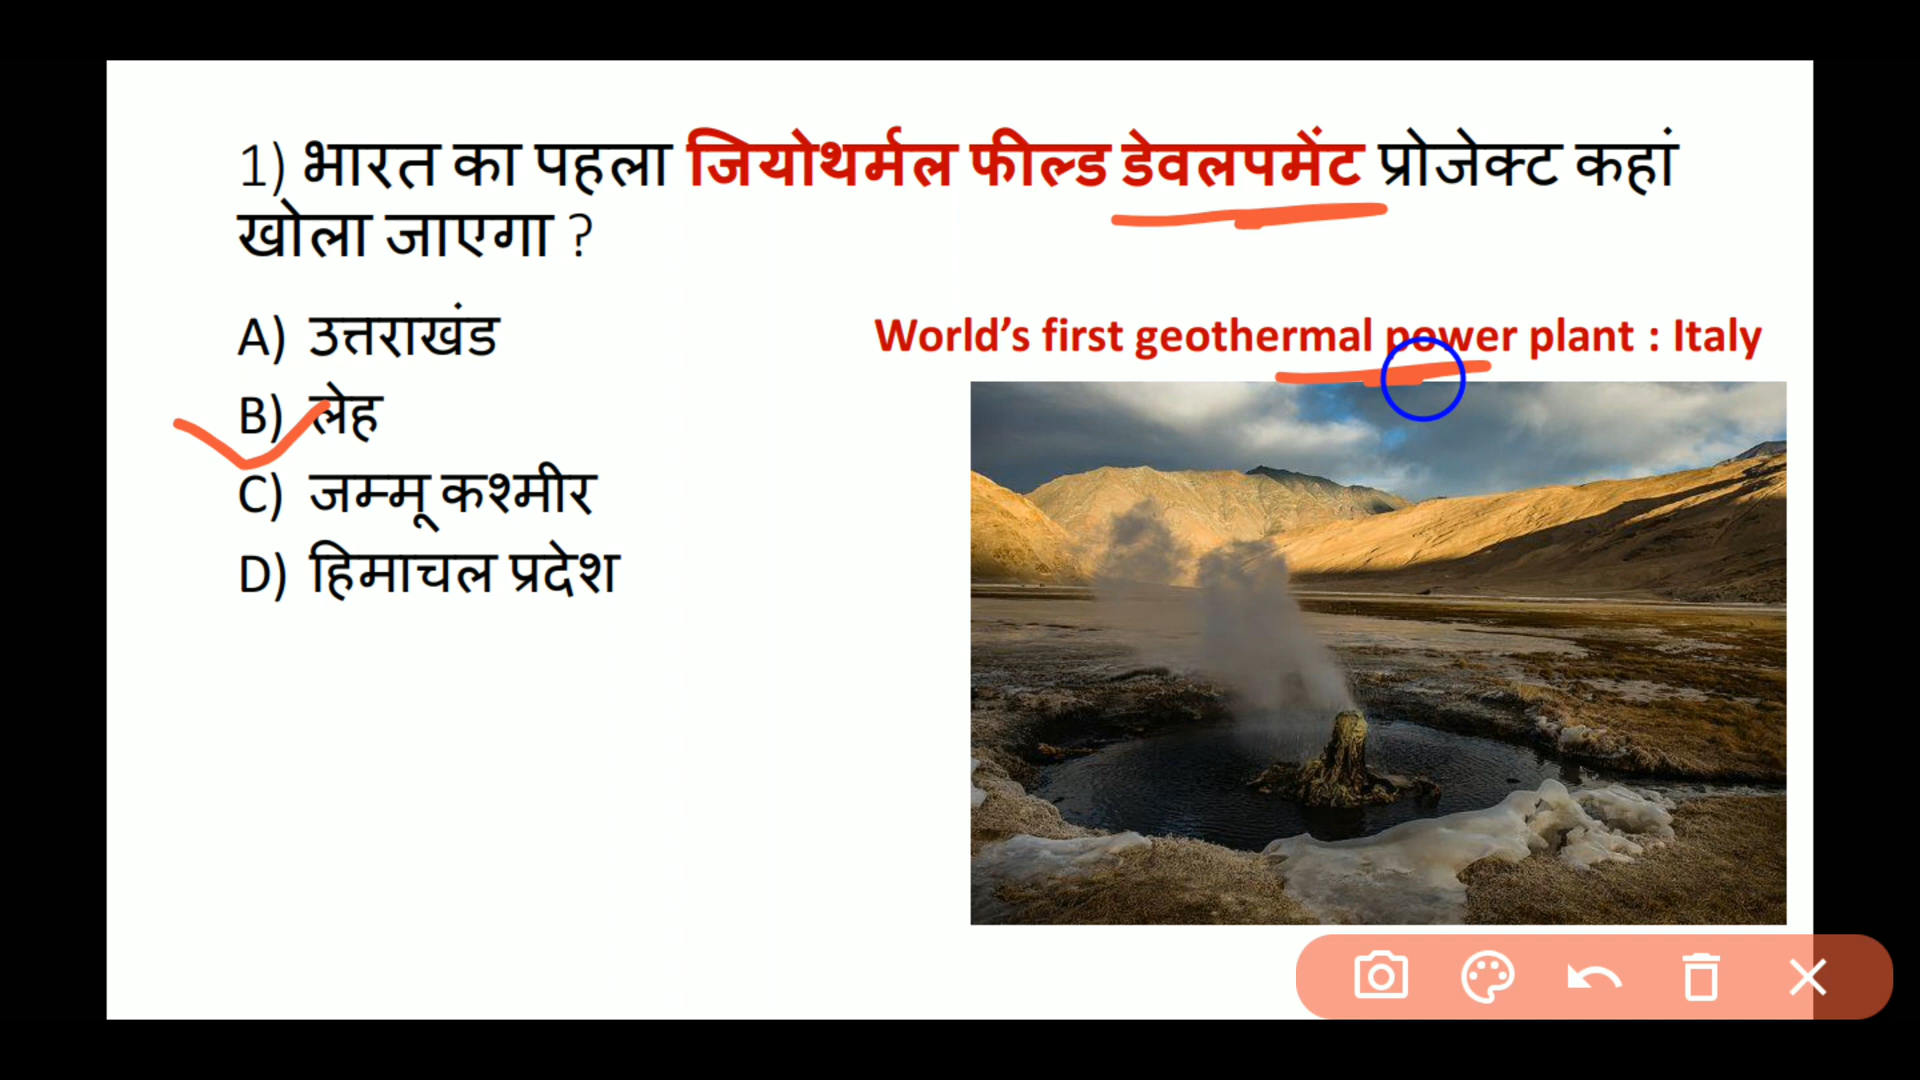 1) भारत का पहला जियोथर्मल फील्ड डेवलपमेंट प्रोजेक्ट कहां
खोला जाएगा ?
A) उत्तराखंड
B) लेह
C) जम्मू कश्मीर
D) हिमाचल प्रदेश
World's first geothermal power plant : Italy